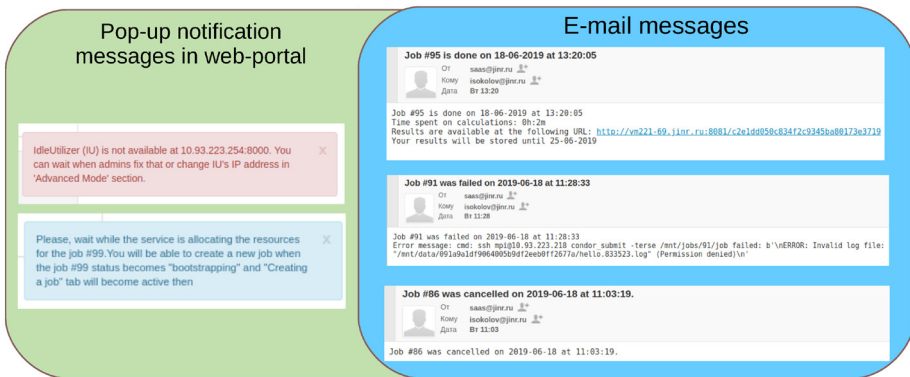 Pop-up notification
messages in web-portal
IdleUtilizer (IU) is not available at 10.93.223.254:8000. You
can wait when admins fix that or change IU's IP address in
'Advanced Mode' section.
X
Please, wait while the service is allocating the resources
for the job #99.You will be able to create a new job when
the job #99 status becomes "bootstrapping" and "Creating
a job" tab will become active then
X
E-mail messages
Job #95 is done on 18-06-2019 at 13:20:05
От saas@jinr.ru
Кому isokolov@jinr.ru
Дата Вт 13:20
Job #95 is done on 18-06-2019 at 13:20:05
Time spent on calculations: 0h:2m
Results are available at the following URL: http://vm221-69.jinr.ru:8081/c2e1dd050c834f2c9345ba80173e3719
Your results will be stored until 25-06-2019
Job #91 was failed on 2019-06-18 at 11:28:33
От saas@jinr.ru
Кому isokolov@jinr.ru
Дата Вт 11:28
Job #91 was failed on 2019-06-18 at 11:28:33
Error message: cmd: ssh mpi@10.93.223.218 condor_submit -terse /mnt/jobs/91/job failed: b'\nERROR: Invalid log file:
"/mnt/data/091a9a1df9064005b9df2eeb0ff2677a/hello.833523.log" (Permission denied)\n'
Job #86 was cancelled on 2019-06-18 at 11:03:19.
От saas@jinr.ru
Кому isokolov@jinr.ru
Дата Вт 11:03
Job #86 was cancelled on 2019-06-18 at 11:03:19.